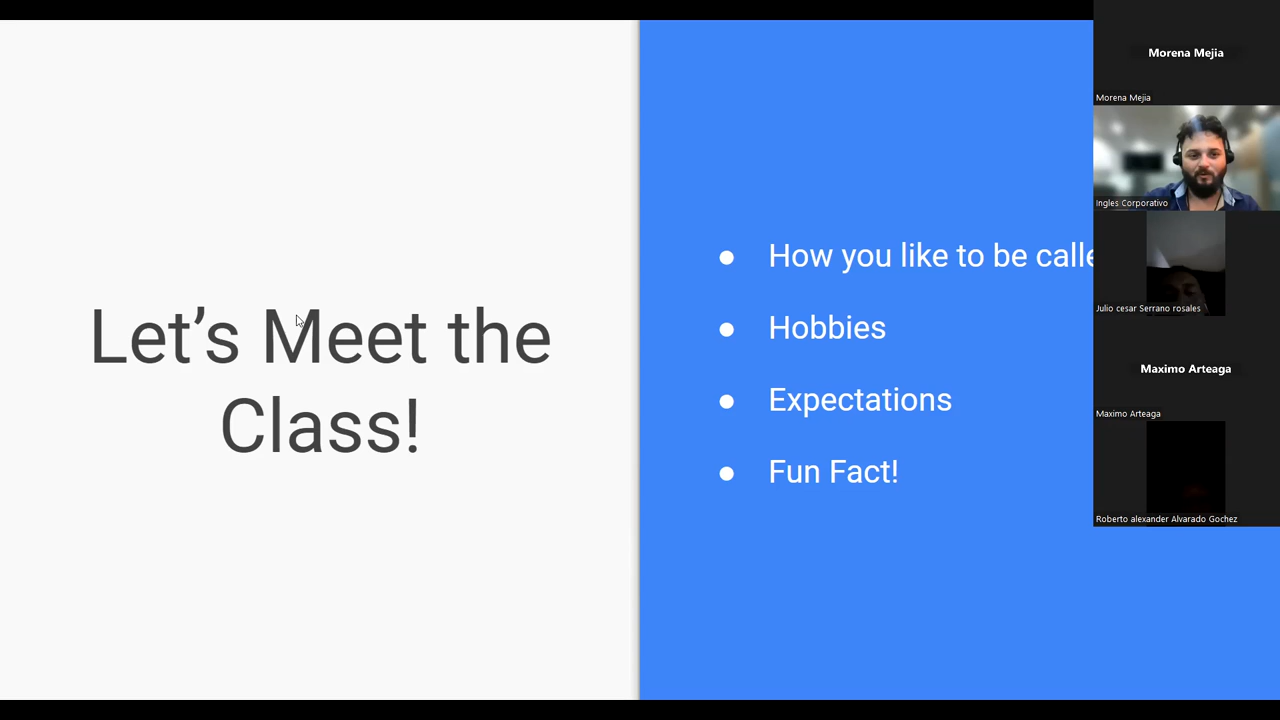 Let's Meet the
Class!
● How you like to be calle
● Hobbies
● Expectations
● Fun Fact!
Morena Mejia
Morena Mejia
Ingles Corporativo
Julio cesar Serrano rosales
Maximo Arteaga
Maximo Arteaga
Roberto alexander Alvarado Gochez